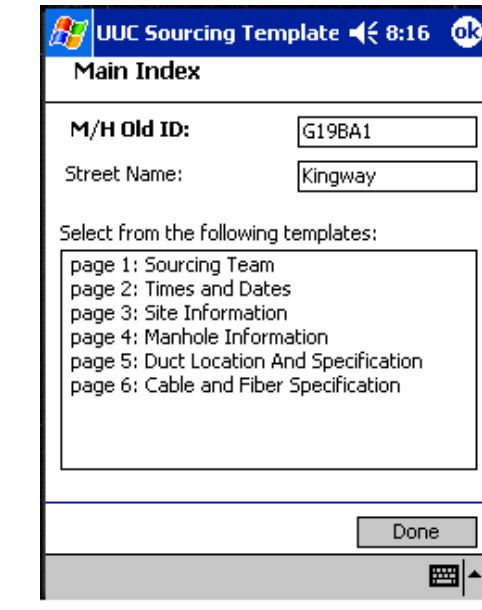 UUC Sourcing Template 8:16 ok
Main Index
M/H Old ID: G19BA1
Street Name: Kingway
Select from the following templates:
page 1: Sourcing Team
page 2: Times and Dates
page 3: Site Information
page 4: Manhole Information
page 5: Duct Location And Specification
page 6: Cable and Fiber Specification
Done